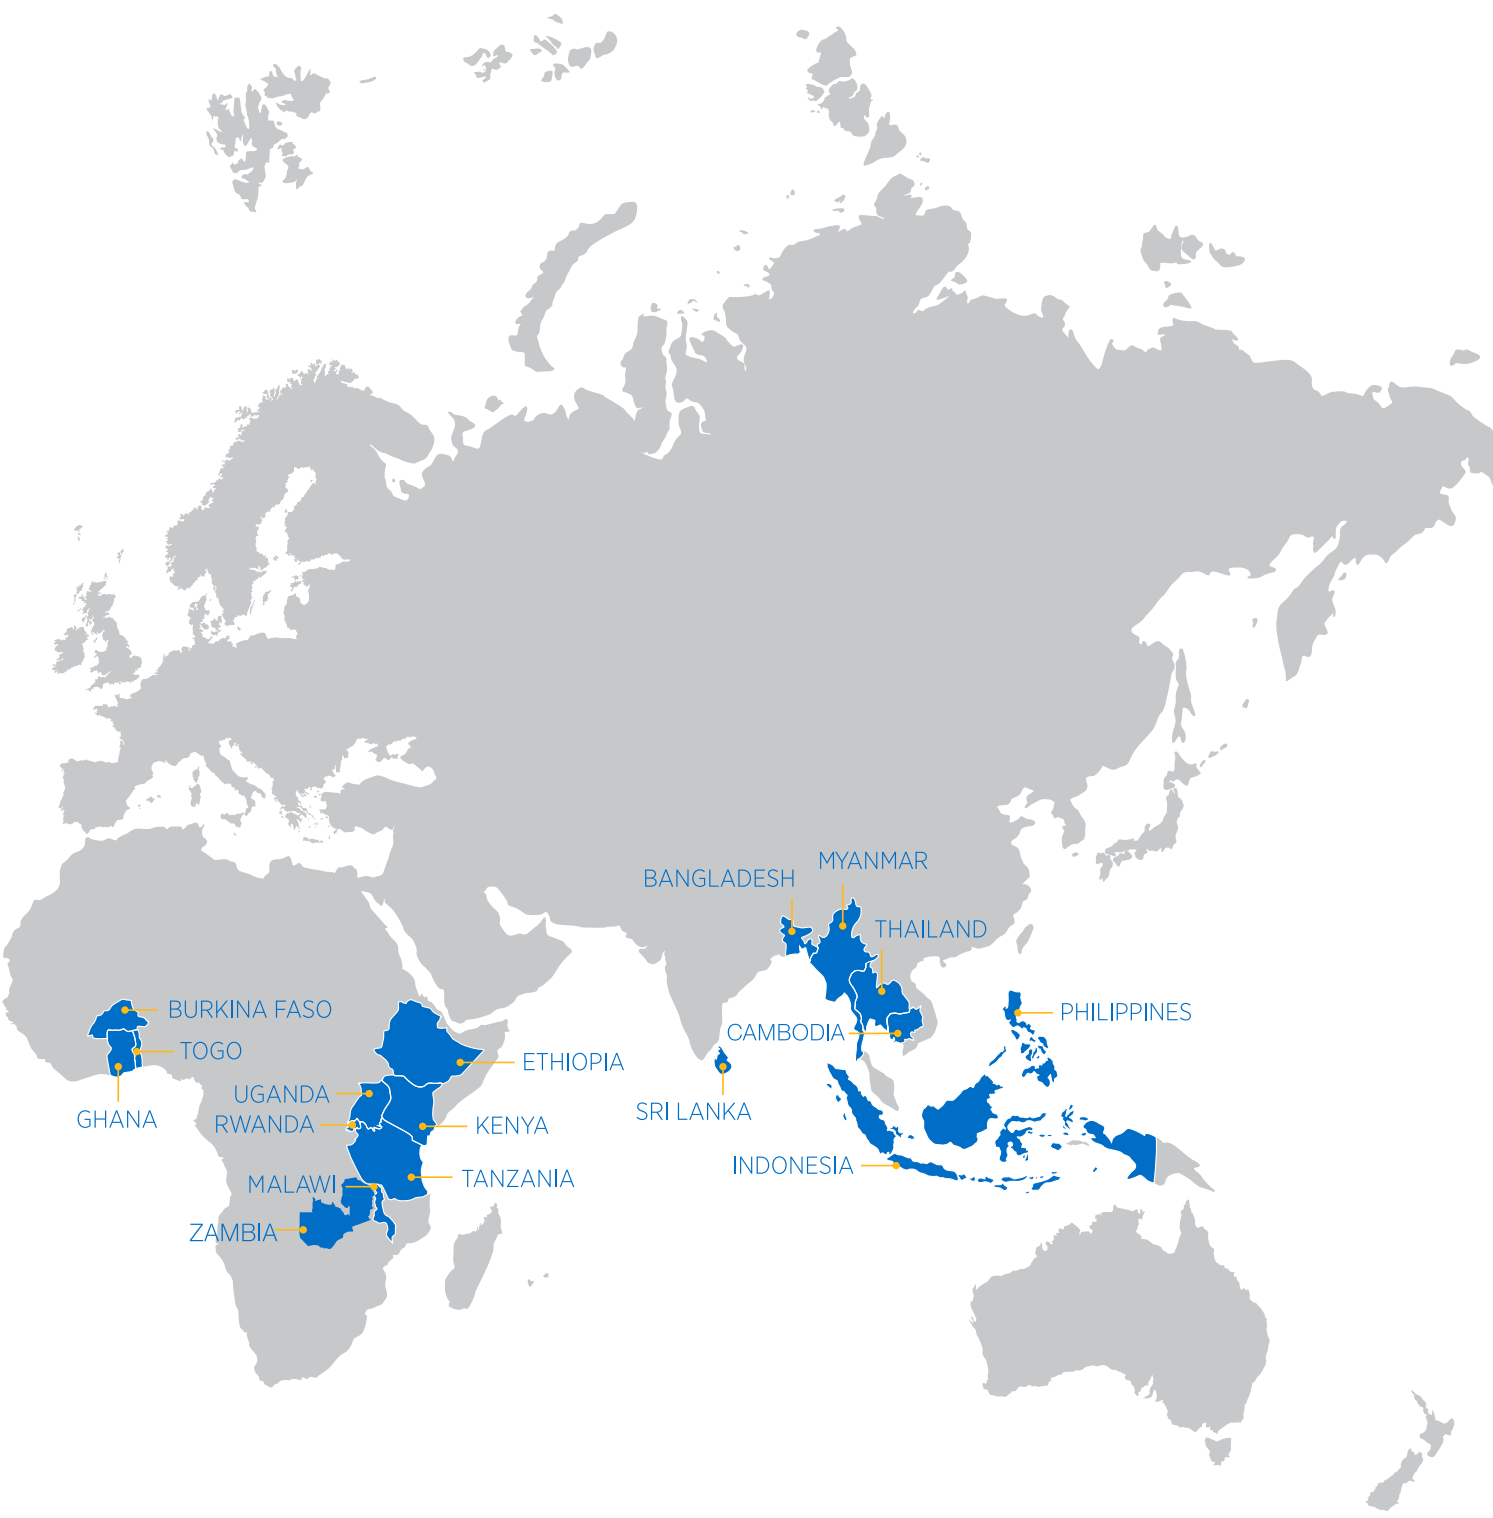 MYANMAR
BANGLADESH
THAILAND
BURKINA FASO
PHILIPPINES
CAMBODIA
TOGO
ETHIOPIA
UGANDA
SRI LANKA
GHANA
RWANDA
KENYA
INDONESIA
TANZANIA
MALAWI
ZAMBIA